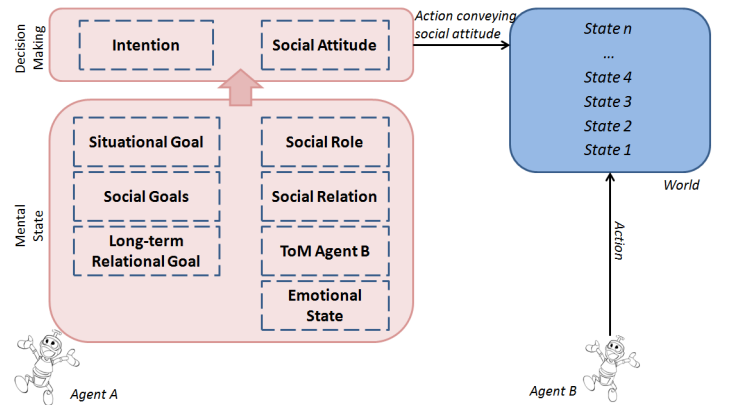 Decision
Making
Intention
Social Attitude
Action conveying
social attitude
State n
...
State 4
State 3
State 2
State 1
World
Mental
State
Situational Goal
Social Role
Social Goals
Social Relation
Long-term
Relational Goal
ToM Agent B
Emotional
State
Action
Agent A
Agent B